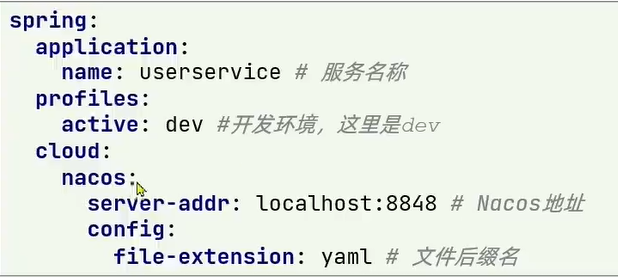 spring:
  application:
    name: userservice # 服务名称
  profiles:
    active: dev #开发环境，这里是dev
  cloud:
    nacos:
      server-addr: localhost:8848 # Nacos地址
      config:
        file-extension: yaml # 文件后缀名